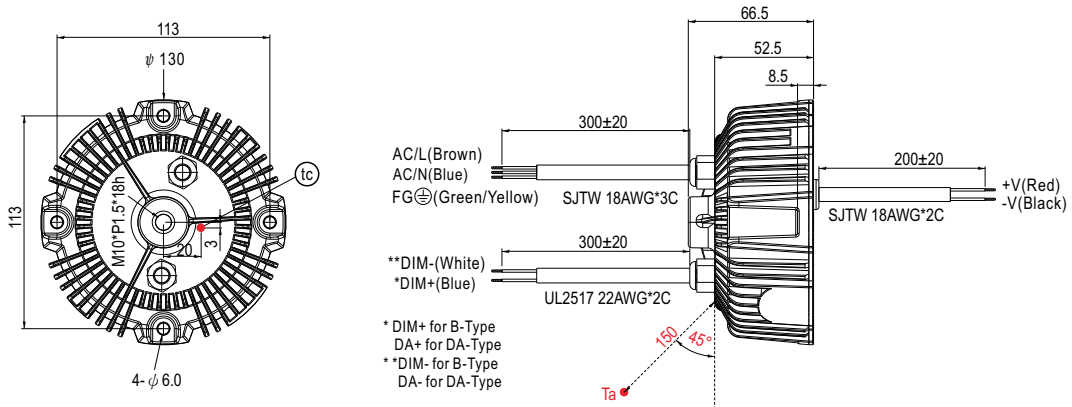 113
ψ 130
113
M10*P1.5*18h
tc
3
20
4- ϕ 6.0
66.5
52.5
8.5
300±20
AC/L(Brown)
AC/N(Blue)
FG⏚(Green/Yellow)
SJTW 18AWG*3C
200±20
+V(Red)
-V(Black)
SJTW 18AWG*2C
300±20
**DIM-(White)
*DIM+(Blue)
UL2517 22AWG*2C
* DIM+ for B-Type
DA+ for DA-Type
* *DIM- for B-Type
DA- for DA-Type
150
45°
Ta